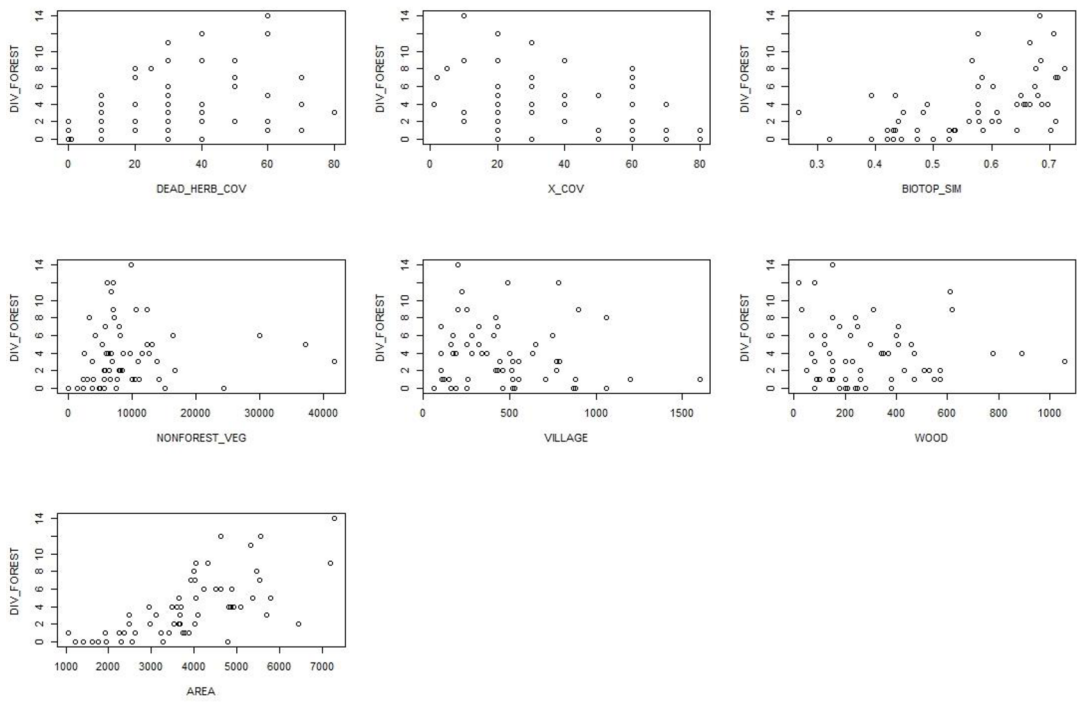 DIV_FOREST
0 2 4 6 8 10 14
0 20 40 60 80
DEAD_HERB_COV
DIV_FOREST
0 2 4 6 8 10 14
0 20 40 60 80
X_COV
DIV_FOREST
0 2 4 6 8 10 14
0.3 0.4 0.5 0.6 0.7
BIOTOP_SIM
DIV_FOREST
0 2 4 6 8 10 14
0 10000 20000 30000 40000
NONFOREST_VEG
DIV_FOREST
0 2 4 6 8 10 14
0 500 1000 1500
VILLAGE
DIV_FOREST
0 2 4 6 8 10 14
0 200 400 600 800 1000
WOOD
DIV_FOREST
0 2 4 6 8 10 14
1000 2000 3000 4000 5000 6000 7000
AREA